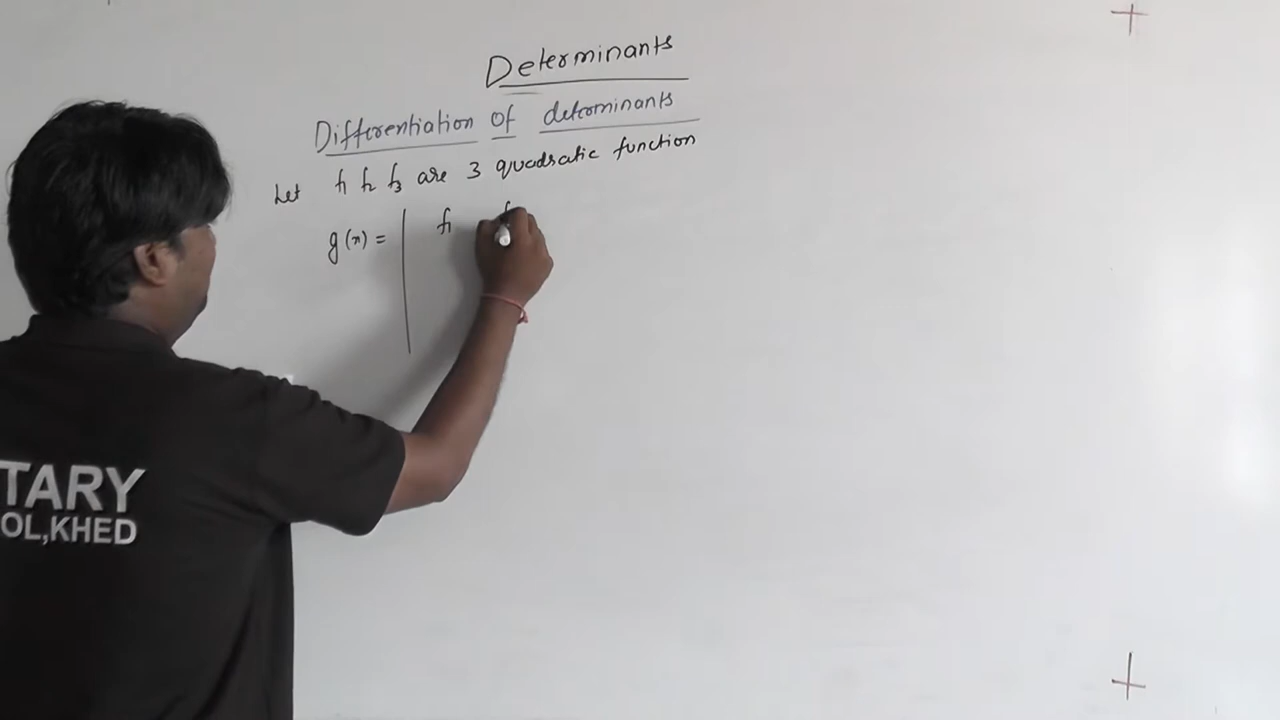 Determinants
Differentiation of determinants
Let f1 f2 f3 are 3 quadratic function
g(x) = | f1 f
TARY
OL,KHED